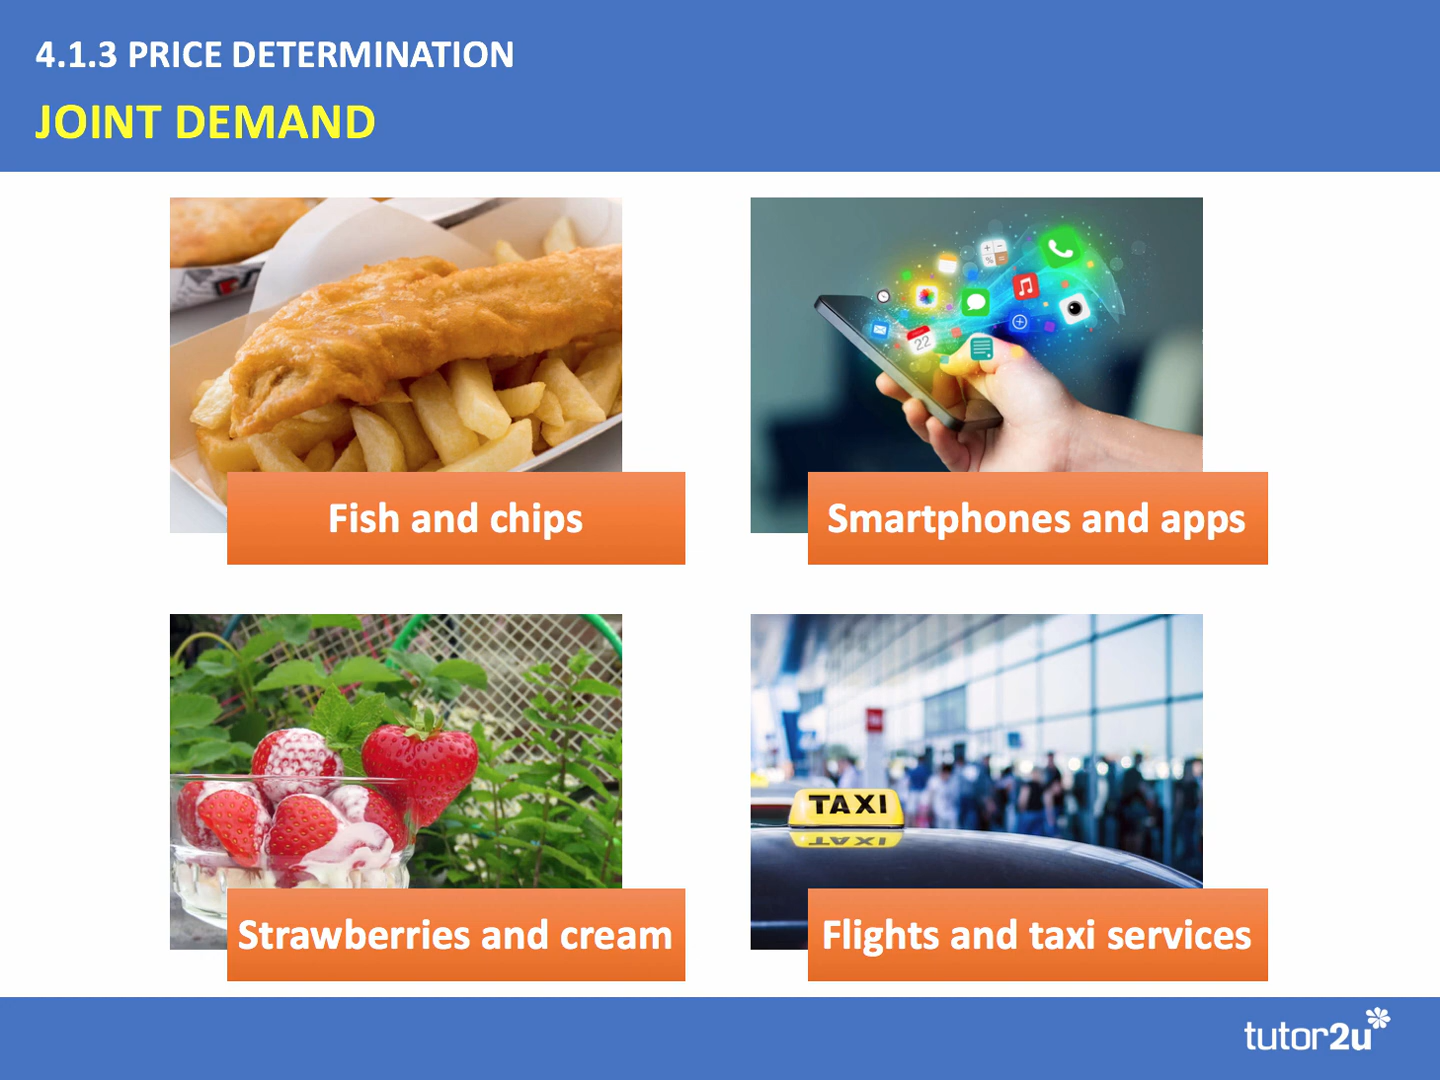 4.1.3 PRICE DETERMINATION
JOINT DEMAND
Fish and chips
Smartphones and apps
22
Strawberries and cream
TAXI
Flights and taxi services
tutor2u